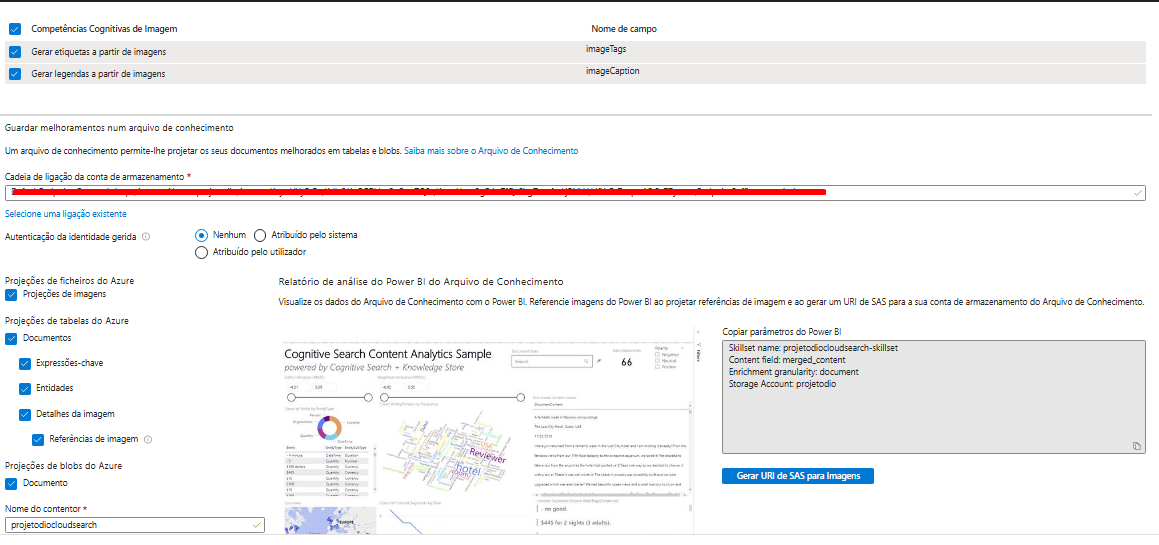 Competências Cognitivas de Imagem Nome de campo
Gerar etiquetas a partir de imagens imageTags
Gerar legendas a partir de imagens imageCaption
Guardar melhoramentos num arquivo de conhecimento
Um arquivo de conhecimento permite-lhe projetar os seus documentos melhorados em tabelas e blobs. Saiba mais sobre o Arquivo de Conhecimento
Cadeia de ligação da conta de armazenamento *
Selecione uma ligação existente
Autenticação da identidade gerida
Nenhum
Atribuído pelo sistema
Atribuído pelo utilizador
Projeções de ficheiros do Azure
Projeções de imagens
Projeções de tabelas do Azure
Documentos
Expressões-chave
Entidades
Detalhes da imagem
Referências de imagem
Projeções de blobs do Azure
Documento
Nome do contentor *
projetodiocloudsearch
Relatório de análise do Power BI do Arquivo de Conhecimento
Visualize os dados do Arquivo de Conhecimento com o Power BI. Referencie imagens do Power BI ao projetar referências de imagem e ao gerar um URI de SAS para a sua conta de armazenamento do Arquivo de Conhecimento.
Cognitive Search Content Analytics Sample
powered by Cognitive Search + Knowledge Store
Search
66
Negative
Neutral
Positive
Reviewer
hotel
EUROPE
- no good.
$445 for 2 nights (3 adults).
Copiar parâmetros do Power BI
Skillset name: projetodiocloudsearch-skillset
Content field: merged_content
Enrichment granularity: document
Storage Account: projetodio
Gerar URI de SAS para Imagens